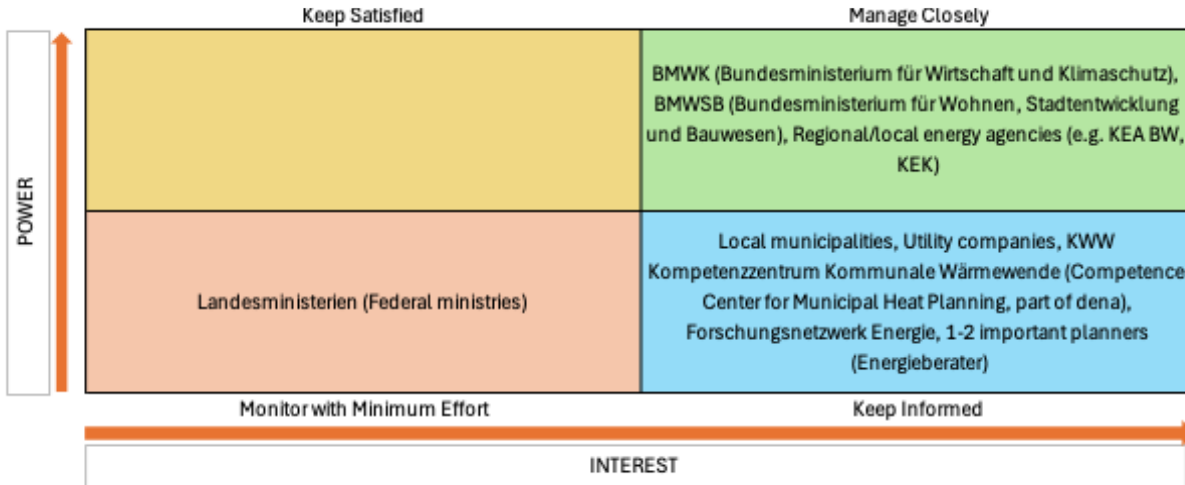 Keep Satisfied
Manage Closely
POWER
BMWK (Bundesministerium für Wirtschaft und Klimaschutz),
BMWSB (Bundesministerium für Wohnen, Stadtentwicklung
und Bauwesen), Regional/local energy agencies (e.g. KEA BW,
KEK)
Landesministerien (Federal ministries)
Local municipalities, Utility companies, KWW
Kompetenzzentrum Kommunale Wärmewende (Competence
Center for Municipal Heat Planning, part of dena),
Forschungsnetzwerk Energie, 1-2 important planners
(Energieberater)
Monitor with Minimum Effort
Keep Informed
INTEREST